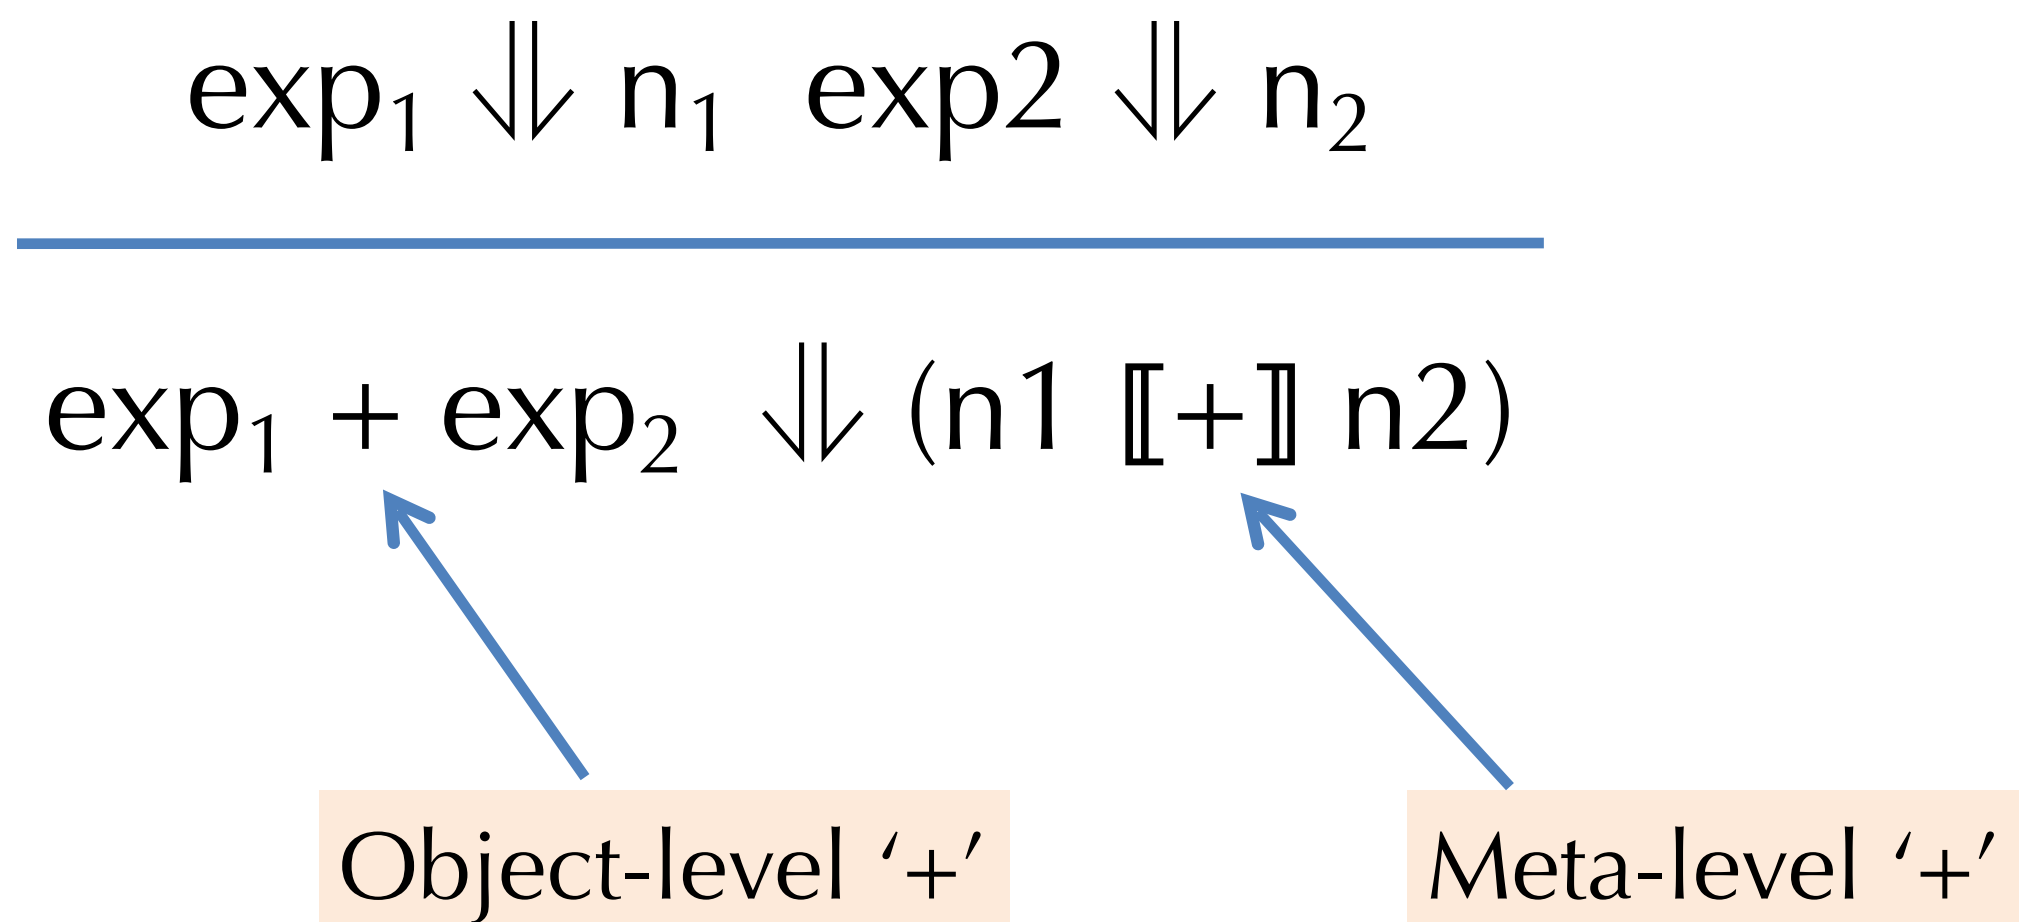 exp₁ ⇓ n₁ exp2 ⇓ n₂
exp₁ + exp₂ ⇓ (n1 ⟦+⟧ n2)
Object-level ‘+’
Meta-level ‘+’